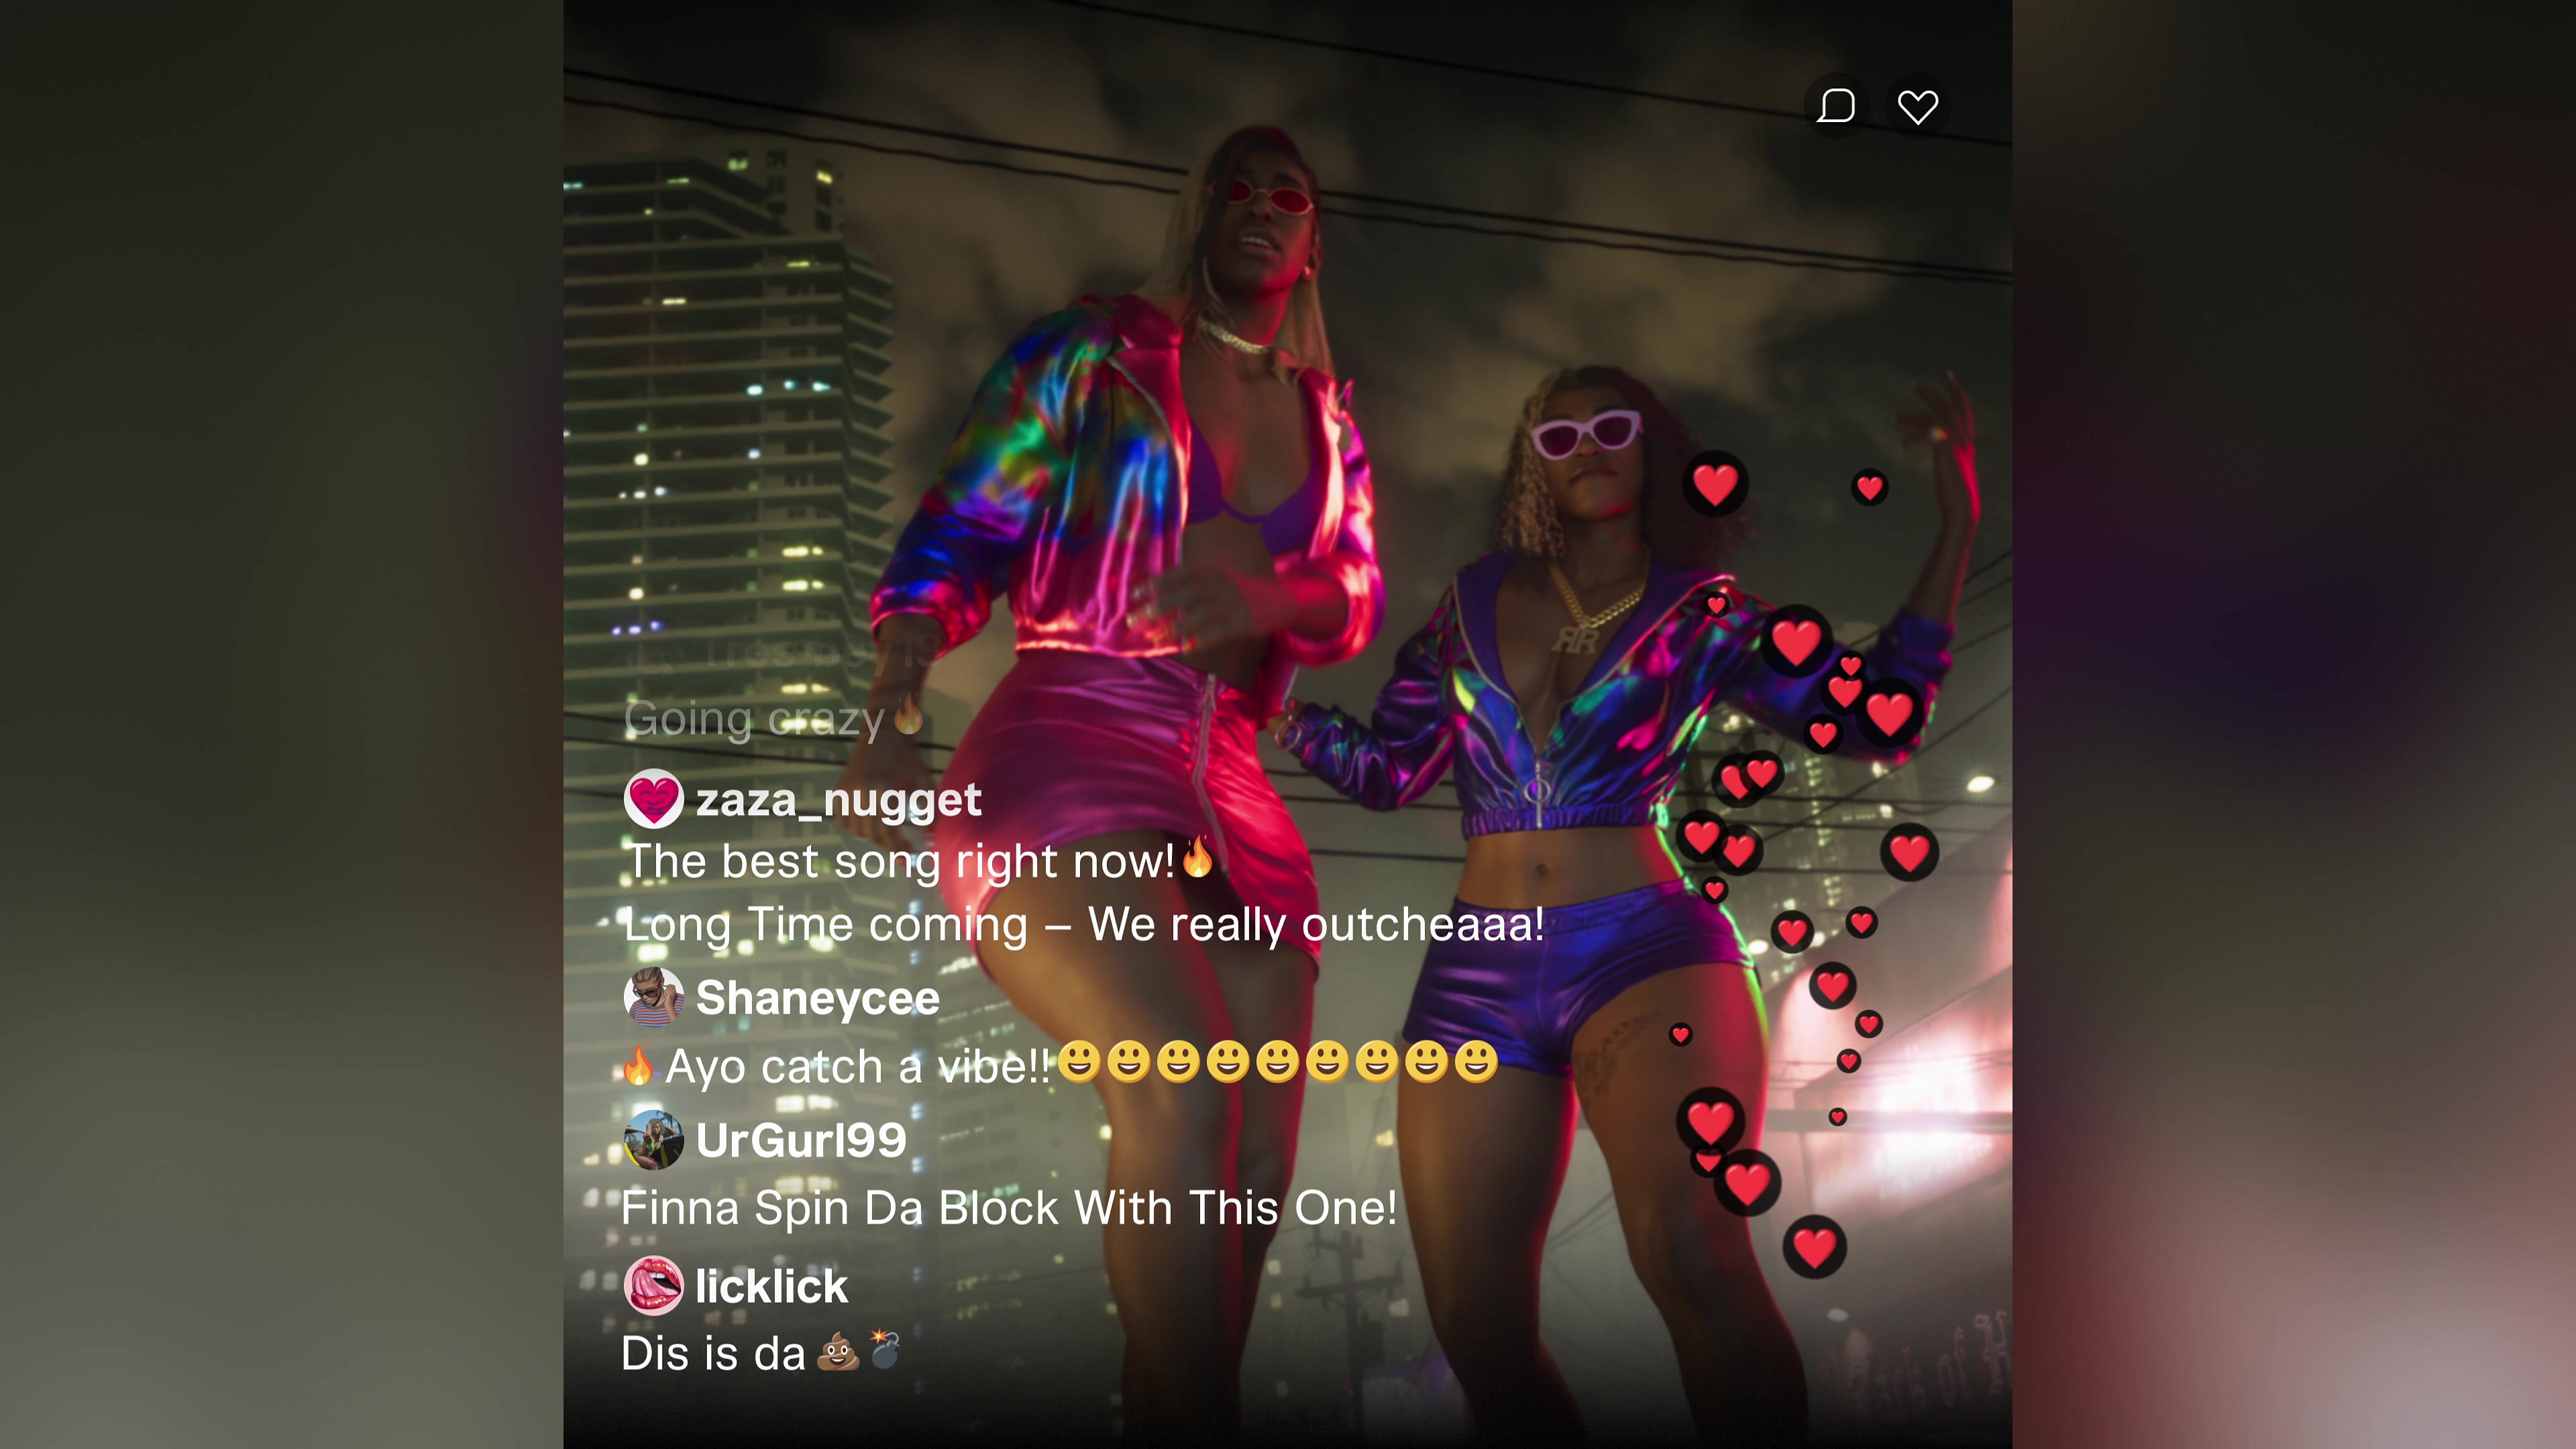 Going crazy🔥
zaza_nugget
The best song right now!🔥
Long Time coming – We really outcheaaa!
Shaneycee
🔥Ayo catch a vibe!!😃😃😃😃😃😃😃😃😃
UrGurl99
Finna Spin Da Block With This One!
licklick
Dis is da💩💣